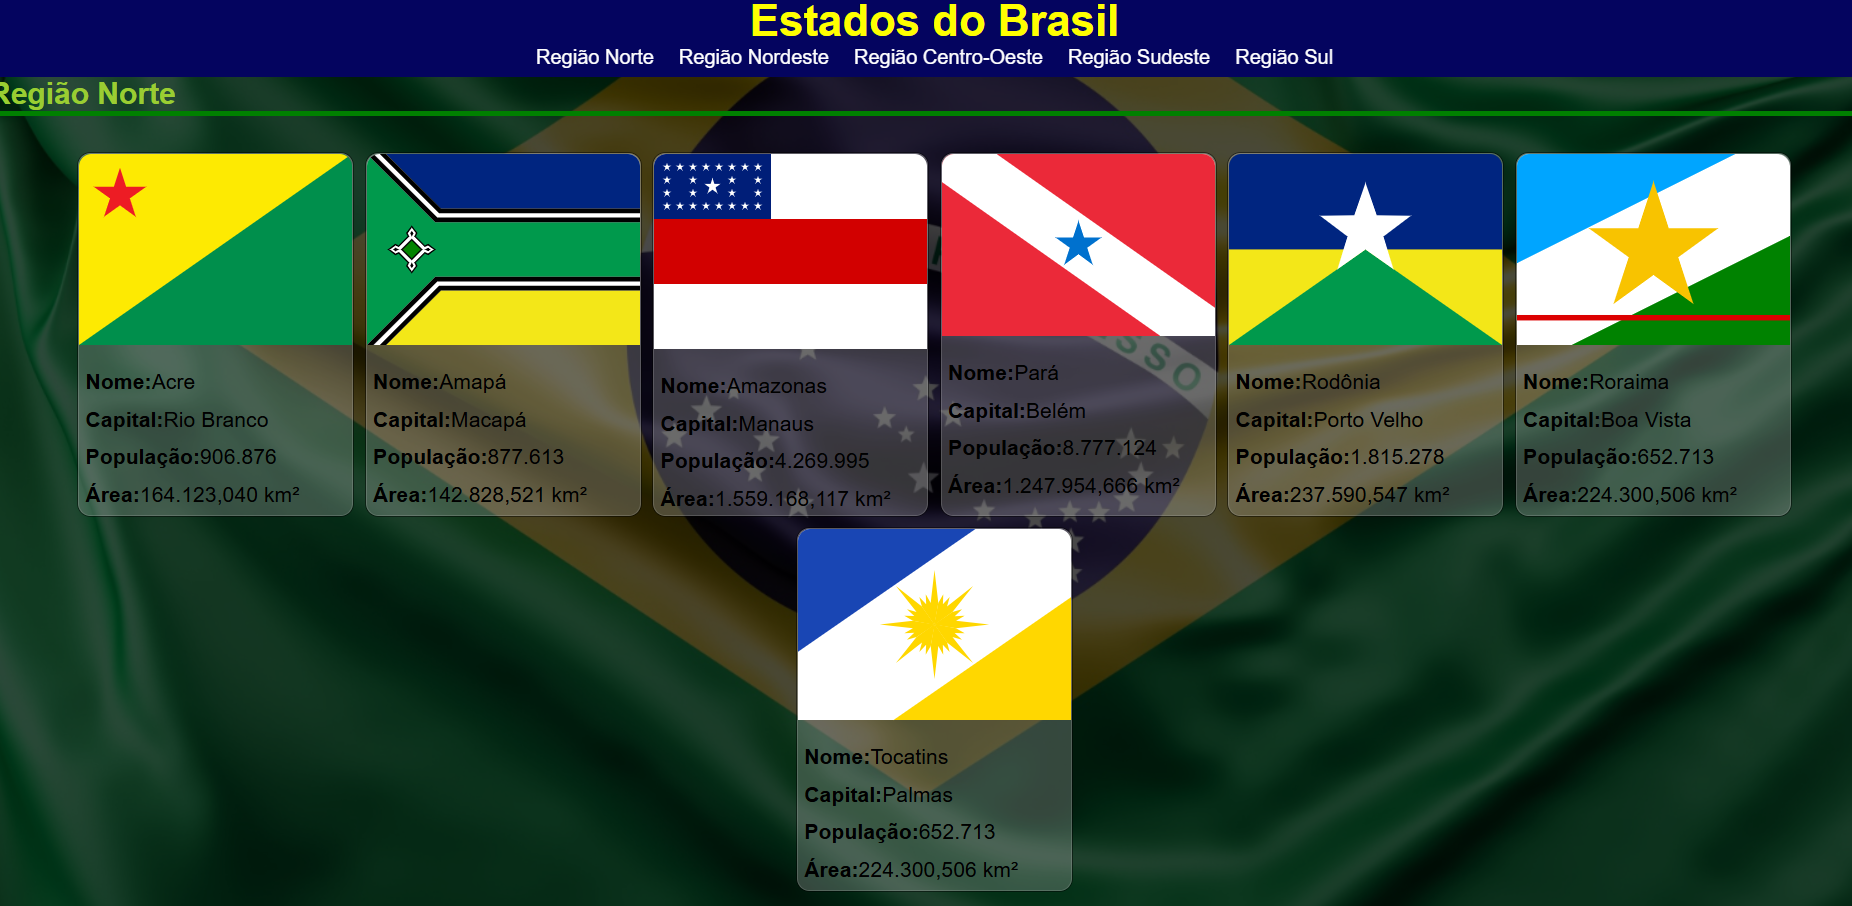 Estados do Brasil
Região Norte Região Nordeste Região Centro-Oeste Região Sudeste Região Sul
Região Norte
Nome:Acre
Capital:Rio Branco
População:906.876
Área:164.123,040 km²
Nome:Amapá
Capital:Macapá
População:877.613
Área:142.828,521 km²
Nome:Amazonas
Capital:Manaus
População:4.269.995
Área:1.559.168,117 km²
Nome:Pará
Capital:Belém
População:8.777.124
Área:1.247.954,666 km²
Nome:Rodônia
Capital:Porto Velho
População:1.815.278
Área:237.590,547 km²
Nome:Roraima
Capital:Boa Vista
População:652.713
Área:224.300,506 km²
Nome:Tocatins
Capital:Palmas
População:652.713
Área:224.300,506 km²